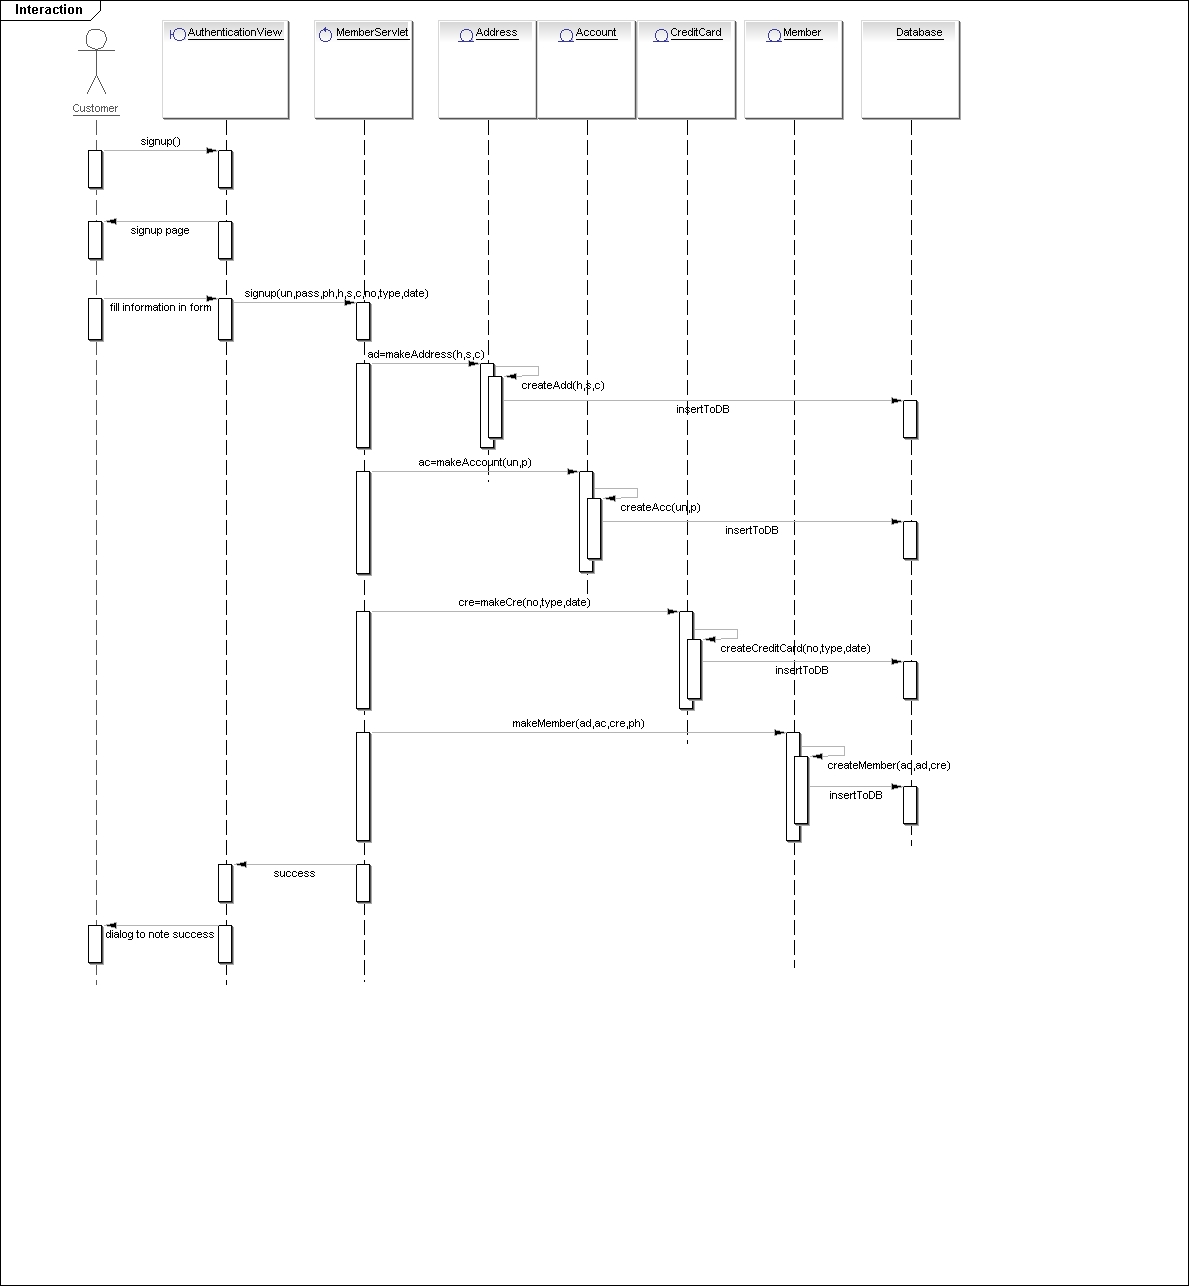 Interaction
AuthenticationView
MemberServlet
Address
Account
CreditCard
Member
Database
Customer
signup()
signup page
signup(un,pass,ph,h,s,c,no,type,date)
fill information in form
ad=makeAddress(h,s,c)
createAdd(h,s,c)
insertToDB
ac=makeAccount(un,p)
createAcc(un,p)
insertToDB
cre=makeCre(no,type,date)
createCreditCard(no,type,date)
insertToDB
makeMember(ad,ac,cre,ph)
createMember(ad,ad,cre)
insertToDB
success
dialog to note success